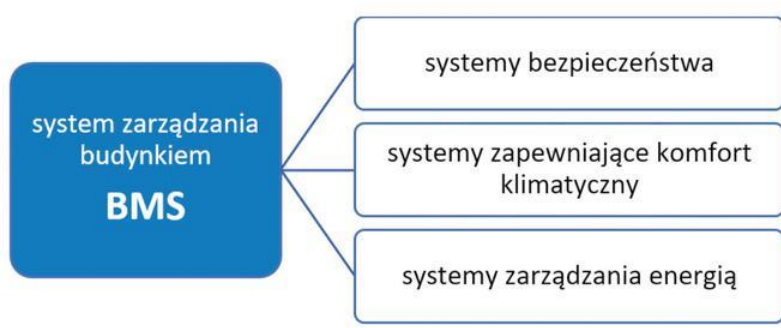 system zarządzania
budynkiem
BMS
systemy bezpieczeństwa
systemy zapewniające komfort
klimatyczny
systemy zarządzania energią